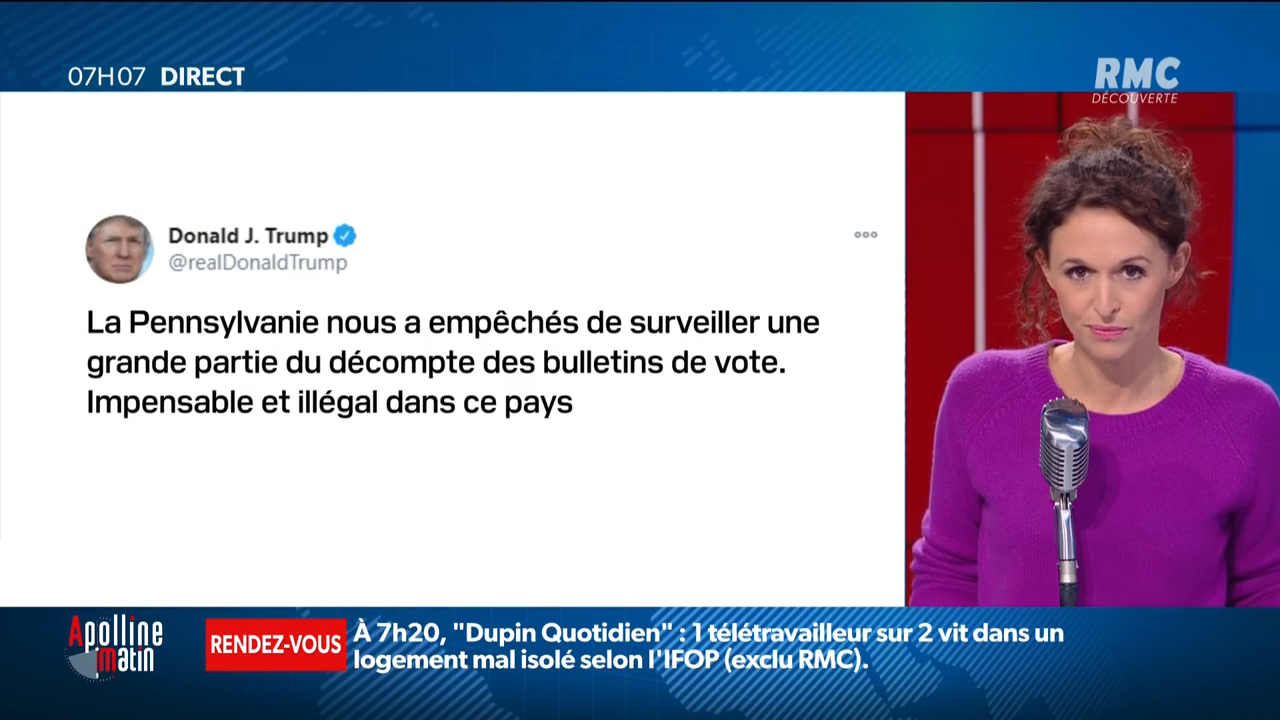 07H07 DIRECT
RMC
DÉCOUVERTE
Donald J. Trump
@realDonaldTrump
La Pennsylvanie nous a empêchés de surveiller une
grande partie du décompte des bulletins de vote.
Impensable et illégal dans ce pays
Apolline
Matin
RENDEZ-VOUS
À 7h20, "Dupin Quotidien" : 1 télétravailleur sur 2 vit dans un
logement mal isolé selon l'IFOP (exclu RMC).